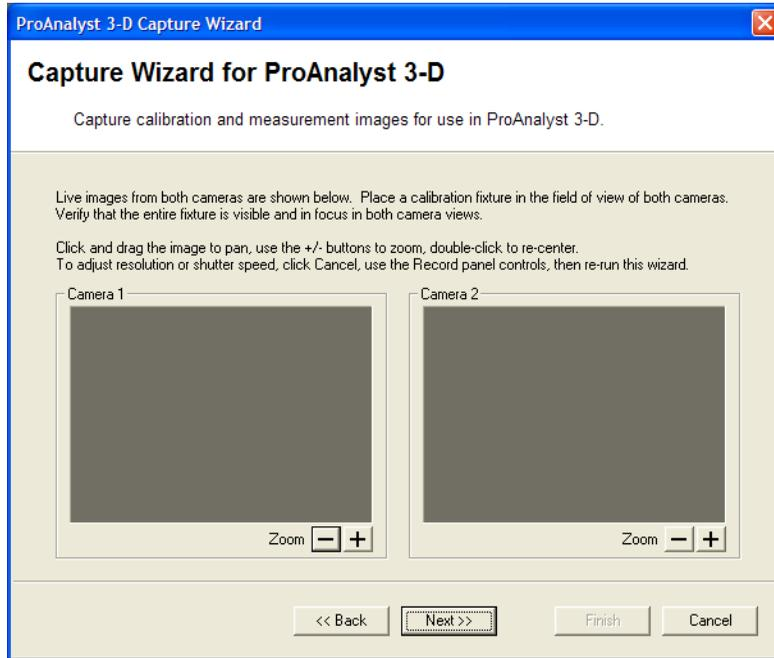 ProAnalyst 3-D Capture Wizard
Capture Wizard for ProAnalyst 3-D
Capture calibration and measurement images for use in ProAnalyst 3-D.
Live images from both cameras are shown below. Place a calibration fixture in the field of view of both cameras.
Verify that the entire fixture is visible and in focus in both camera views.
Click and drag the image to pan, use the +/- buttons to zoom, double-click to re-center.
To adjust resolution or shutter speed, click Cancel, use the Record panel controls, then re-run this wizard.
Camera 1
Camera 2
Zoom - +
Zoom - +
<< Back
Next >>
Finish
Cancel